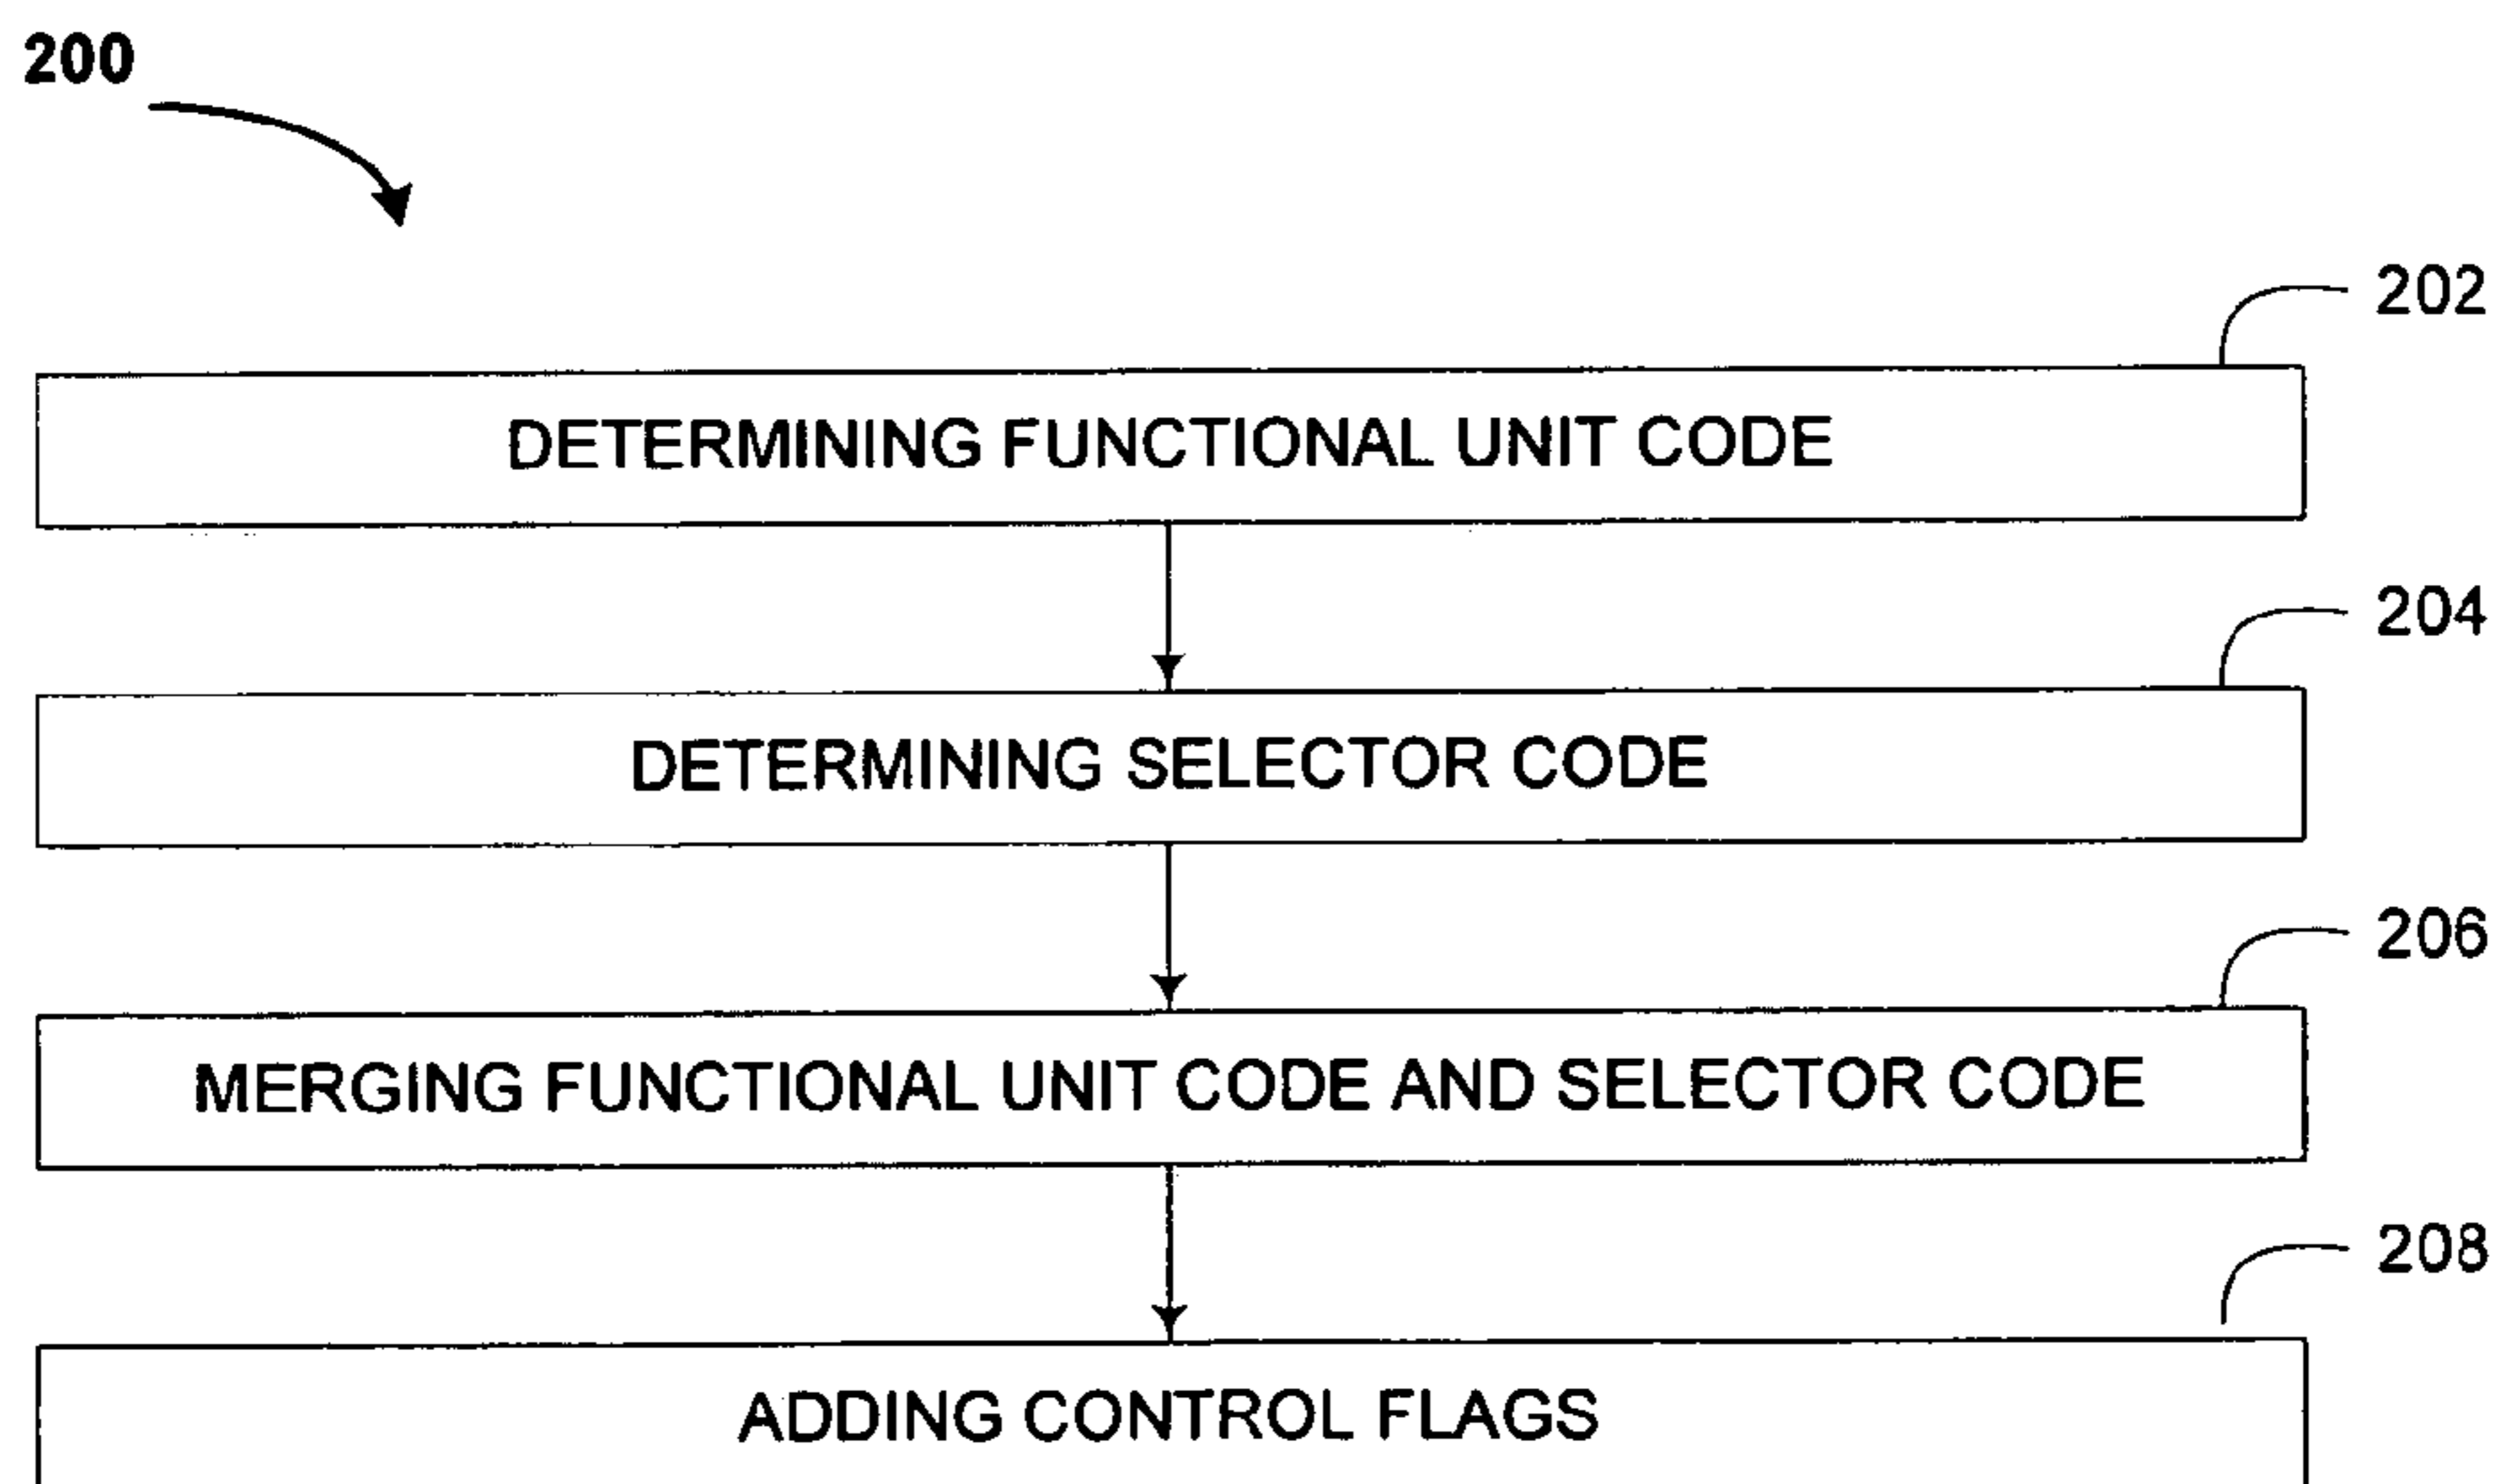 200
202
DETERMINING FUNCTIONAL UNIT CODE
204
DETERMINING SELECTOR CODE
206
MERGING FUNCTIONAL UNIT CODE AND SELECTOR CODE
208
ADDING CONTROL FLAGS